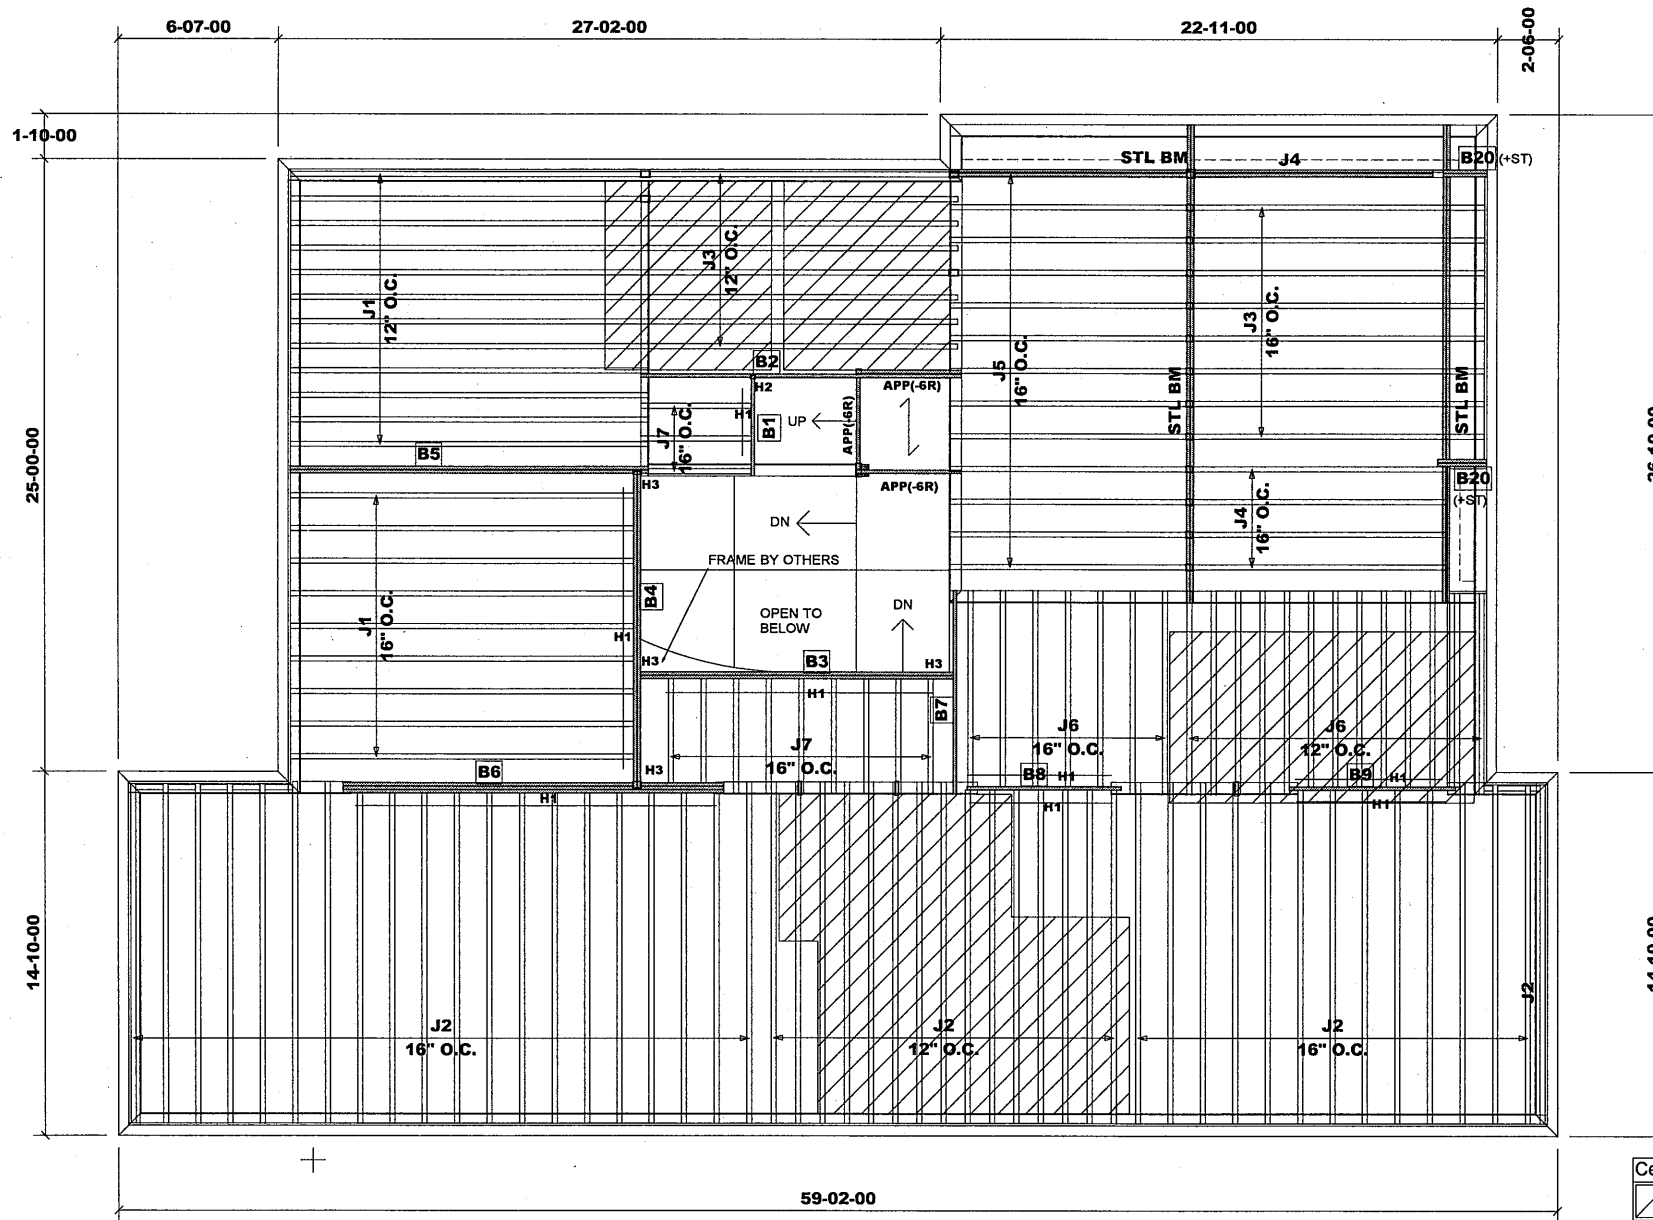 6-07-00
27-02-00
22-11-00
2-06-00
1-10-00
STL BM
J4
B20 (+ST)
J1
12" O.C.
J3
12" O.C.
J5
16" O.C.
J3
16" O.C.
STL BM
STL BM
B2
H2
APP(-6R)
H1
B1
UP
APP(-6R)
J7
16" O.C.
B5
H3
APP(-6R)
B20
(+ST)
25-00-00
DN
J4
16" O.C.
FRAME BY OTHERS
B4
OPEN TO
BELOW
DN
J1
16" O.C.
H1
H3
B3
H3
H1
B7
J7
16" O.C.
J6
16" O.C.
J6
12" O.C.
H3
B6
H1
B8
H1
H1
B9
H1
H1
14-10-00
J2
16" O.C.
J2
12" O.C.
J2
16" O.C.
J2
59-02-00